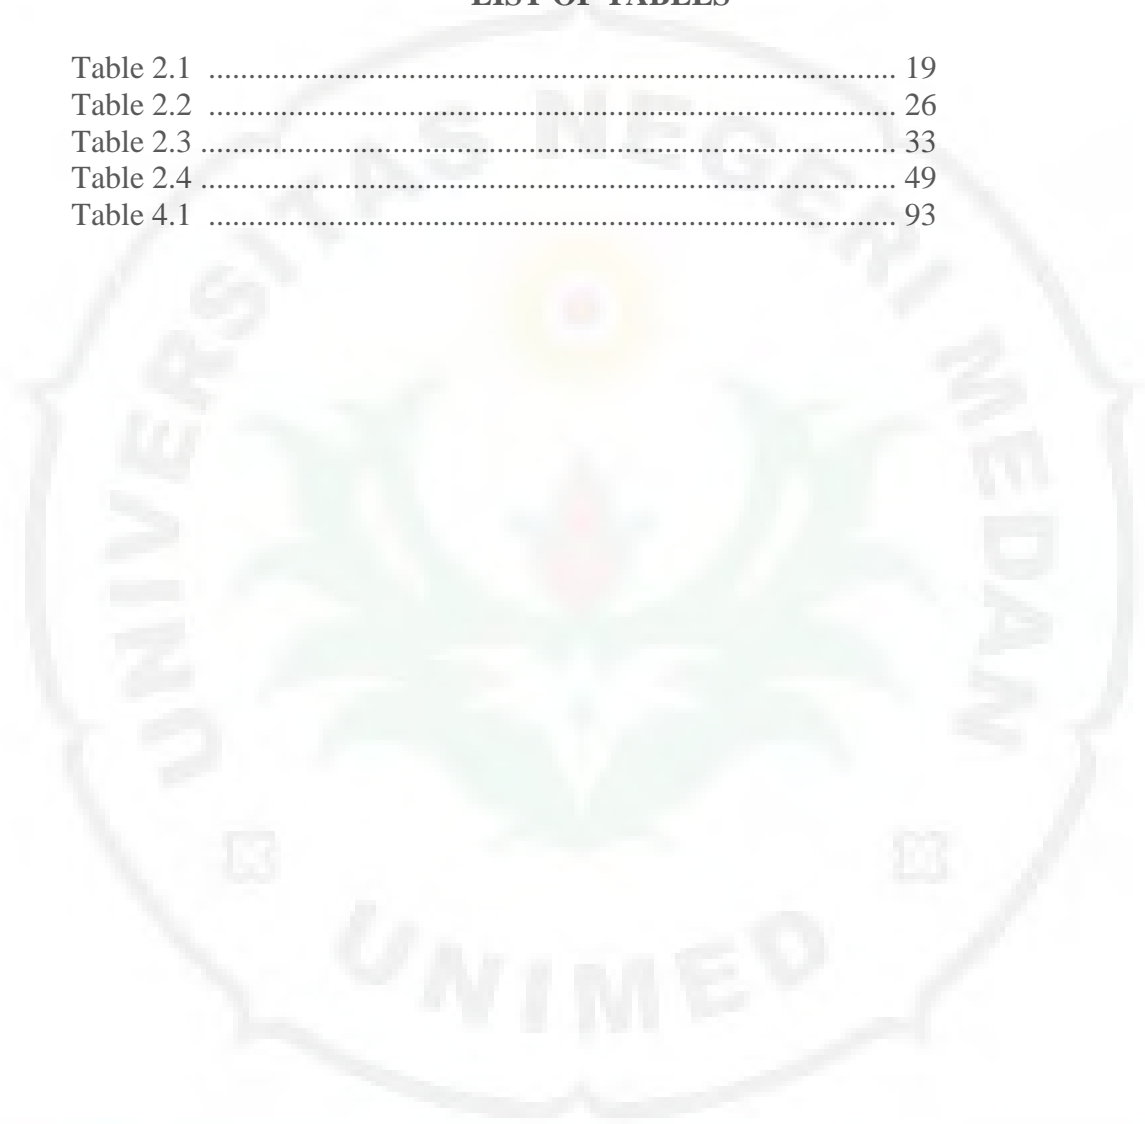 LIST OF TABLES
Table 2.1 ....................................................................................... 19
Table 2.2 ....................................................................................... 26
Table 2.3 ........................................................................................ 33
Table 2.4 ........................................................................................ 49
Table 4.1 ....................................................................................... 93
UNIVERSITAS NEGERI MEDAN
UNIMED